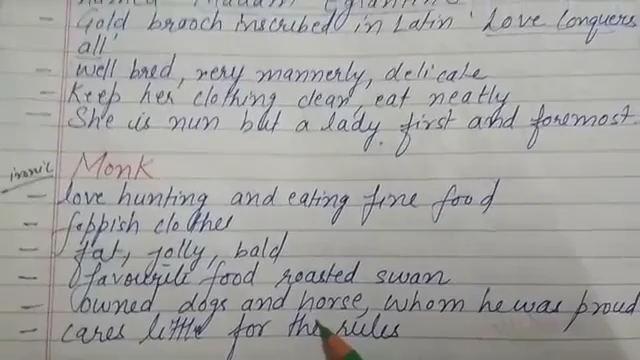 named Madam Eglantine
- Gold brooch inscribed in Latin 'Love Conquers
all'
- Well bred, very mannerly, delicate
- Keep her clothing clean, eat neatly
- She is nun but a lady first and foremost
ironic Monk
- love hunting and eating fine food
- foppish clothes
- fat, jolly, bald
- favourite food roasted swan
- owned dogs and horse, whom he was proud
- cares little for the rules